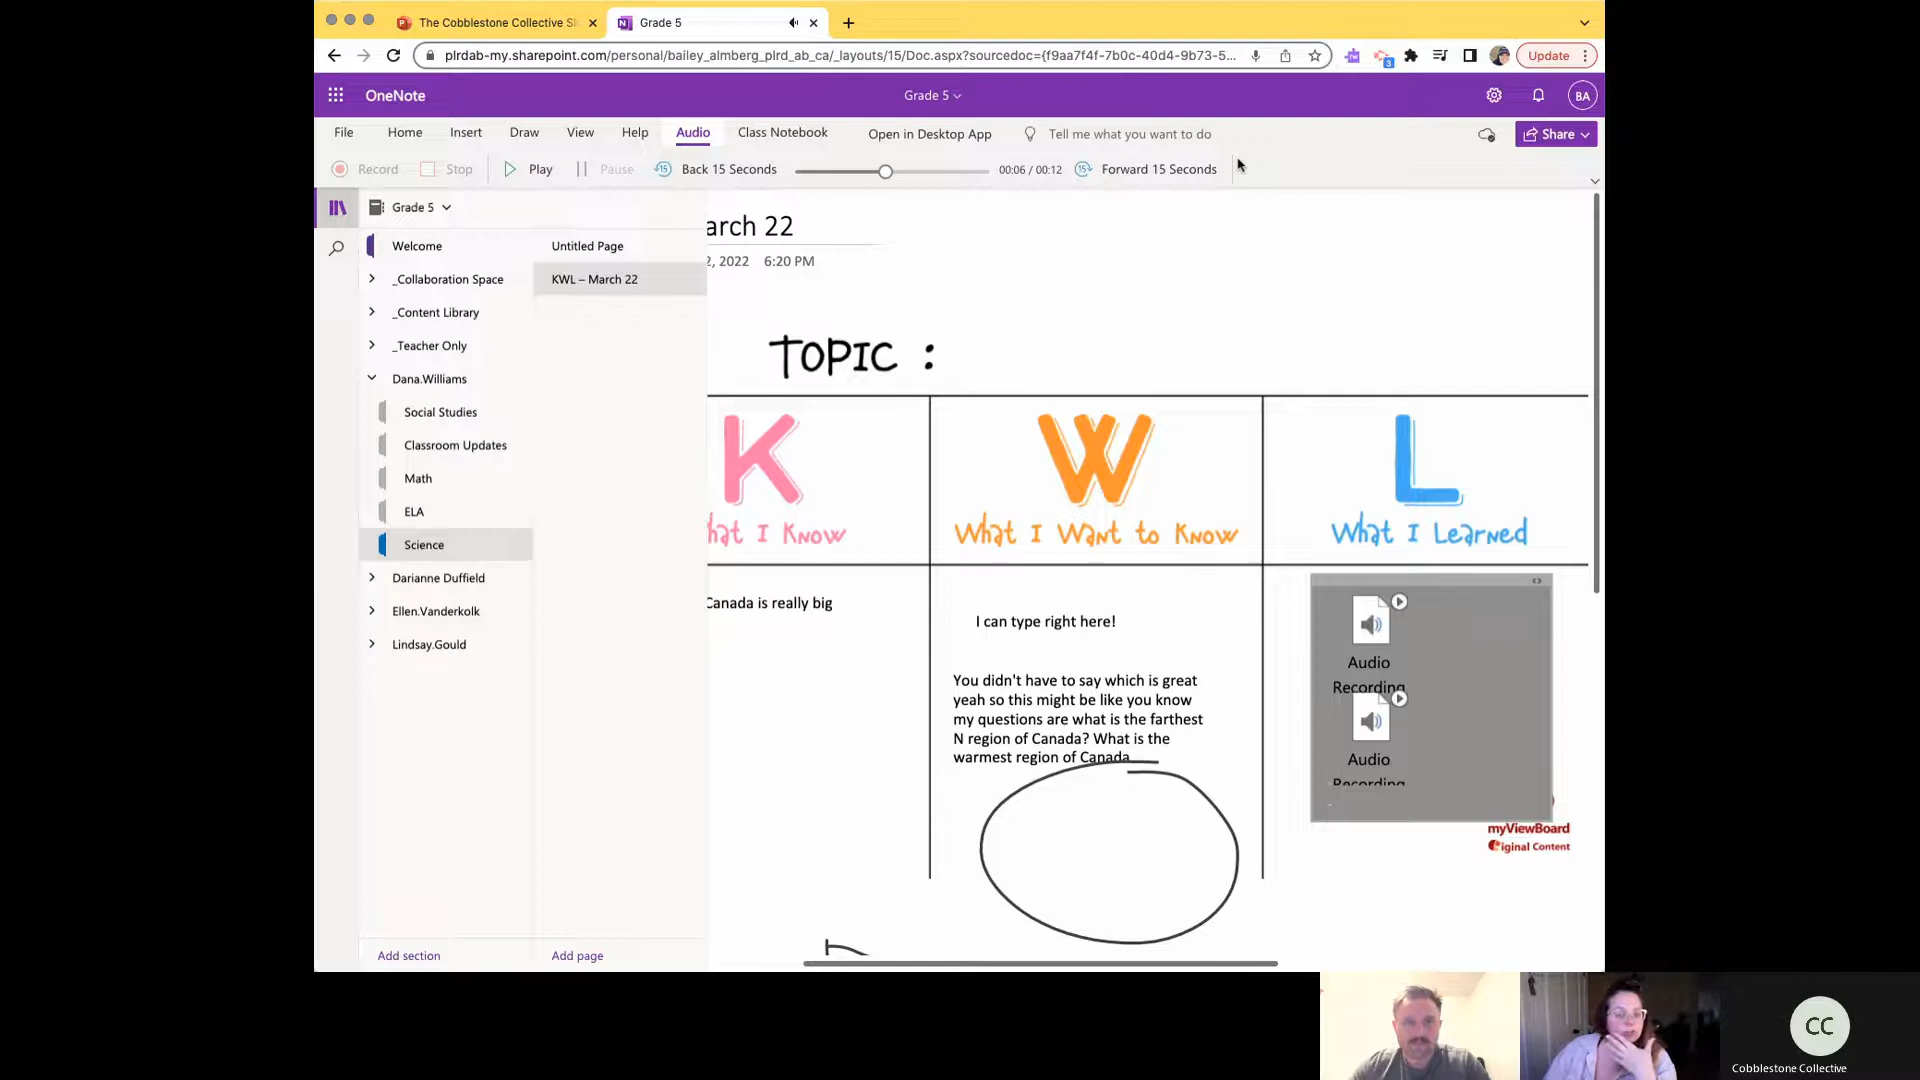 The Cobblestone Collective Sl
Grade 5
plrdab-my.sharepoint.com/personal/bailey_almberg_plrd_ab_ca/_layouts/15/Doc.aspx?sourcedoc={f9aa7f4f-7b0c-40d4-9b73-5...
3
Update
OneNote
Grade 5
BA
File Home Insert Draw View Help Audio Class Notebook Open in Desktop App Tell me what you want to do
Share
Record Stop Play Pause Back 15 Seconds 00:06 / 00:12 Forward 15 Seconds
Grade 5
Welcome
_Collaboration Space
_Content Library
_Teacher Only
Dana.Williams
Social Studies
Classroom Updates
Math
ELA
Science
Darianne Duffield
Ellen.Vanderkolk
Lindsay.Gould
Add section
Untitled Page
KWL – March 22
Add page
arch 22
2, 2022 6:20 PM
TOPIC :
K
hat I Know
Canada is really big
W
What I Want to Know
I can type right here!
You didn't have to say which is great
yeah so this might be like you know
my questions are what is the farthest
N region of Canada? What is the
warmest region of Canada
L
What I Learned
Audio
Recording
Audio
Recording
myViewBoard
iginal Content
CC
Cobblestone Collective